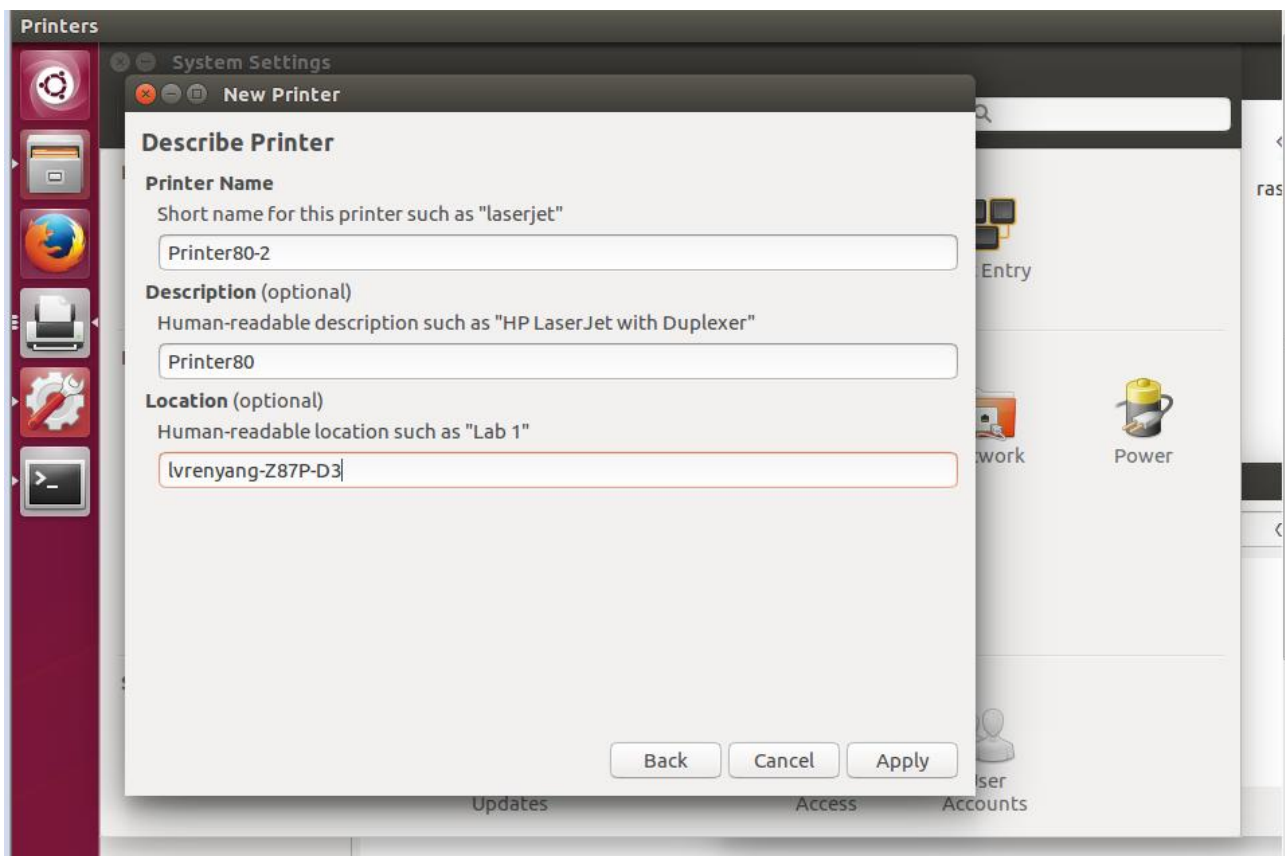 Printers
System Settings
New Printer
Describe Printer
Printer Name
Short name for this printer such as "laserjet"
Printer80-2
Description (optional)
Human-readable description such as "HP LaserJet with Duplexer"
Printer80
Location (optional)
Human-readable location such as "Lab 1"
lvrenyang-Z87P-D3
Back Cancel Apply
ras
Entry
work
Power
Updates
Access
User
Accounts